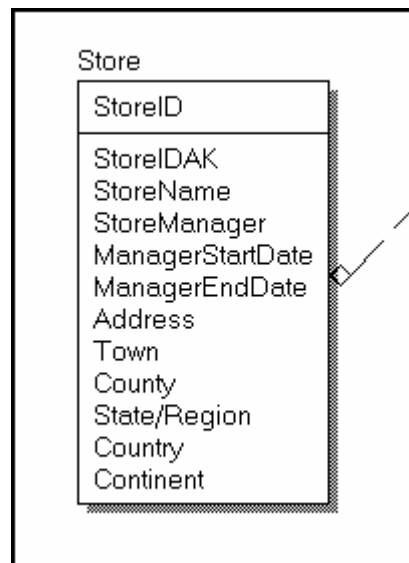 Store
StoreID
StoreIDAK
StoreName
StoreManager
ManagerStartDate
ManagerEndDate
Address
Town
County
State/Region
Country
Continent